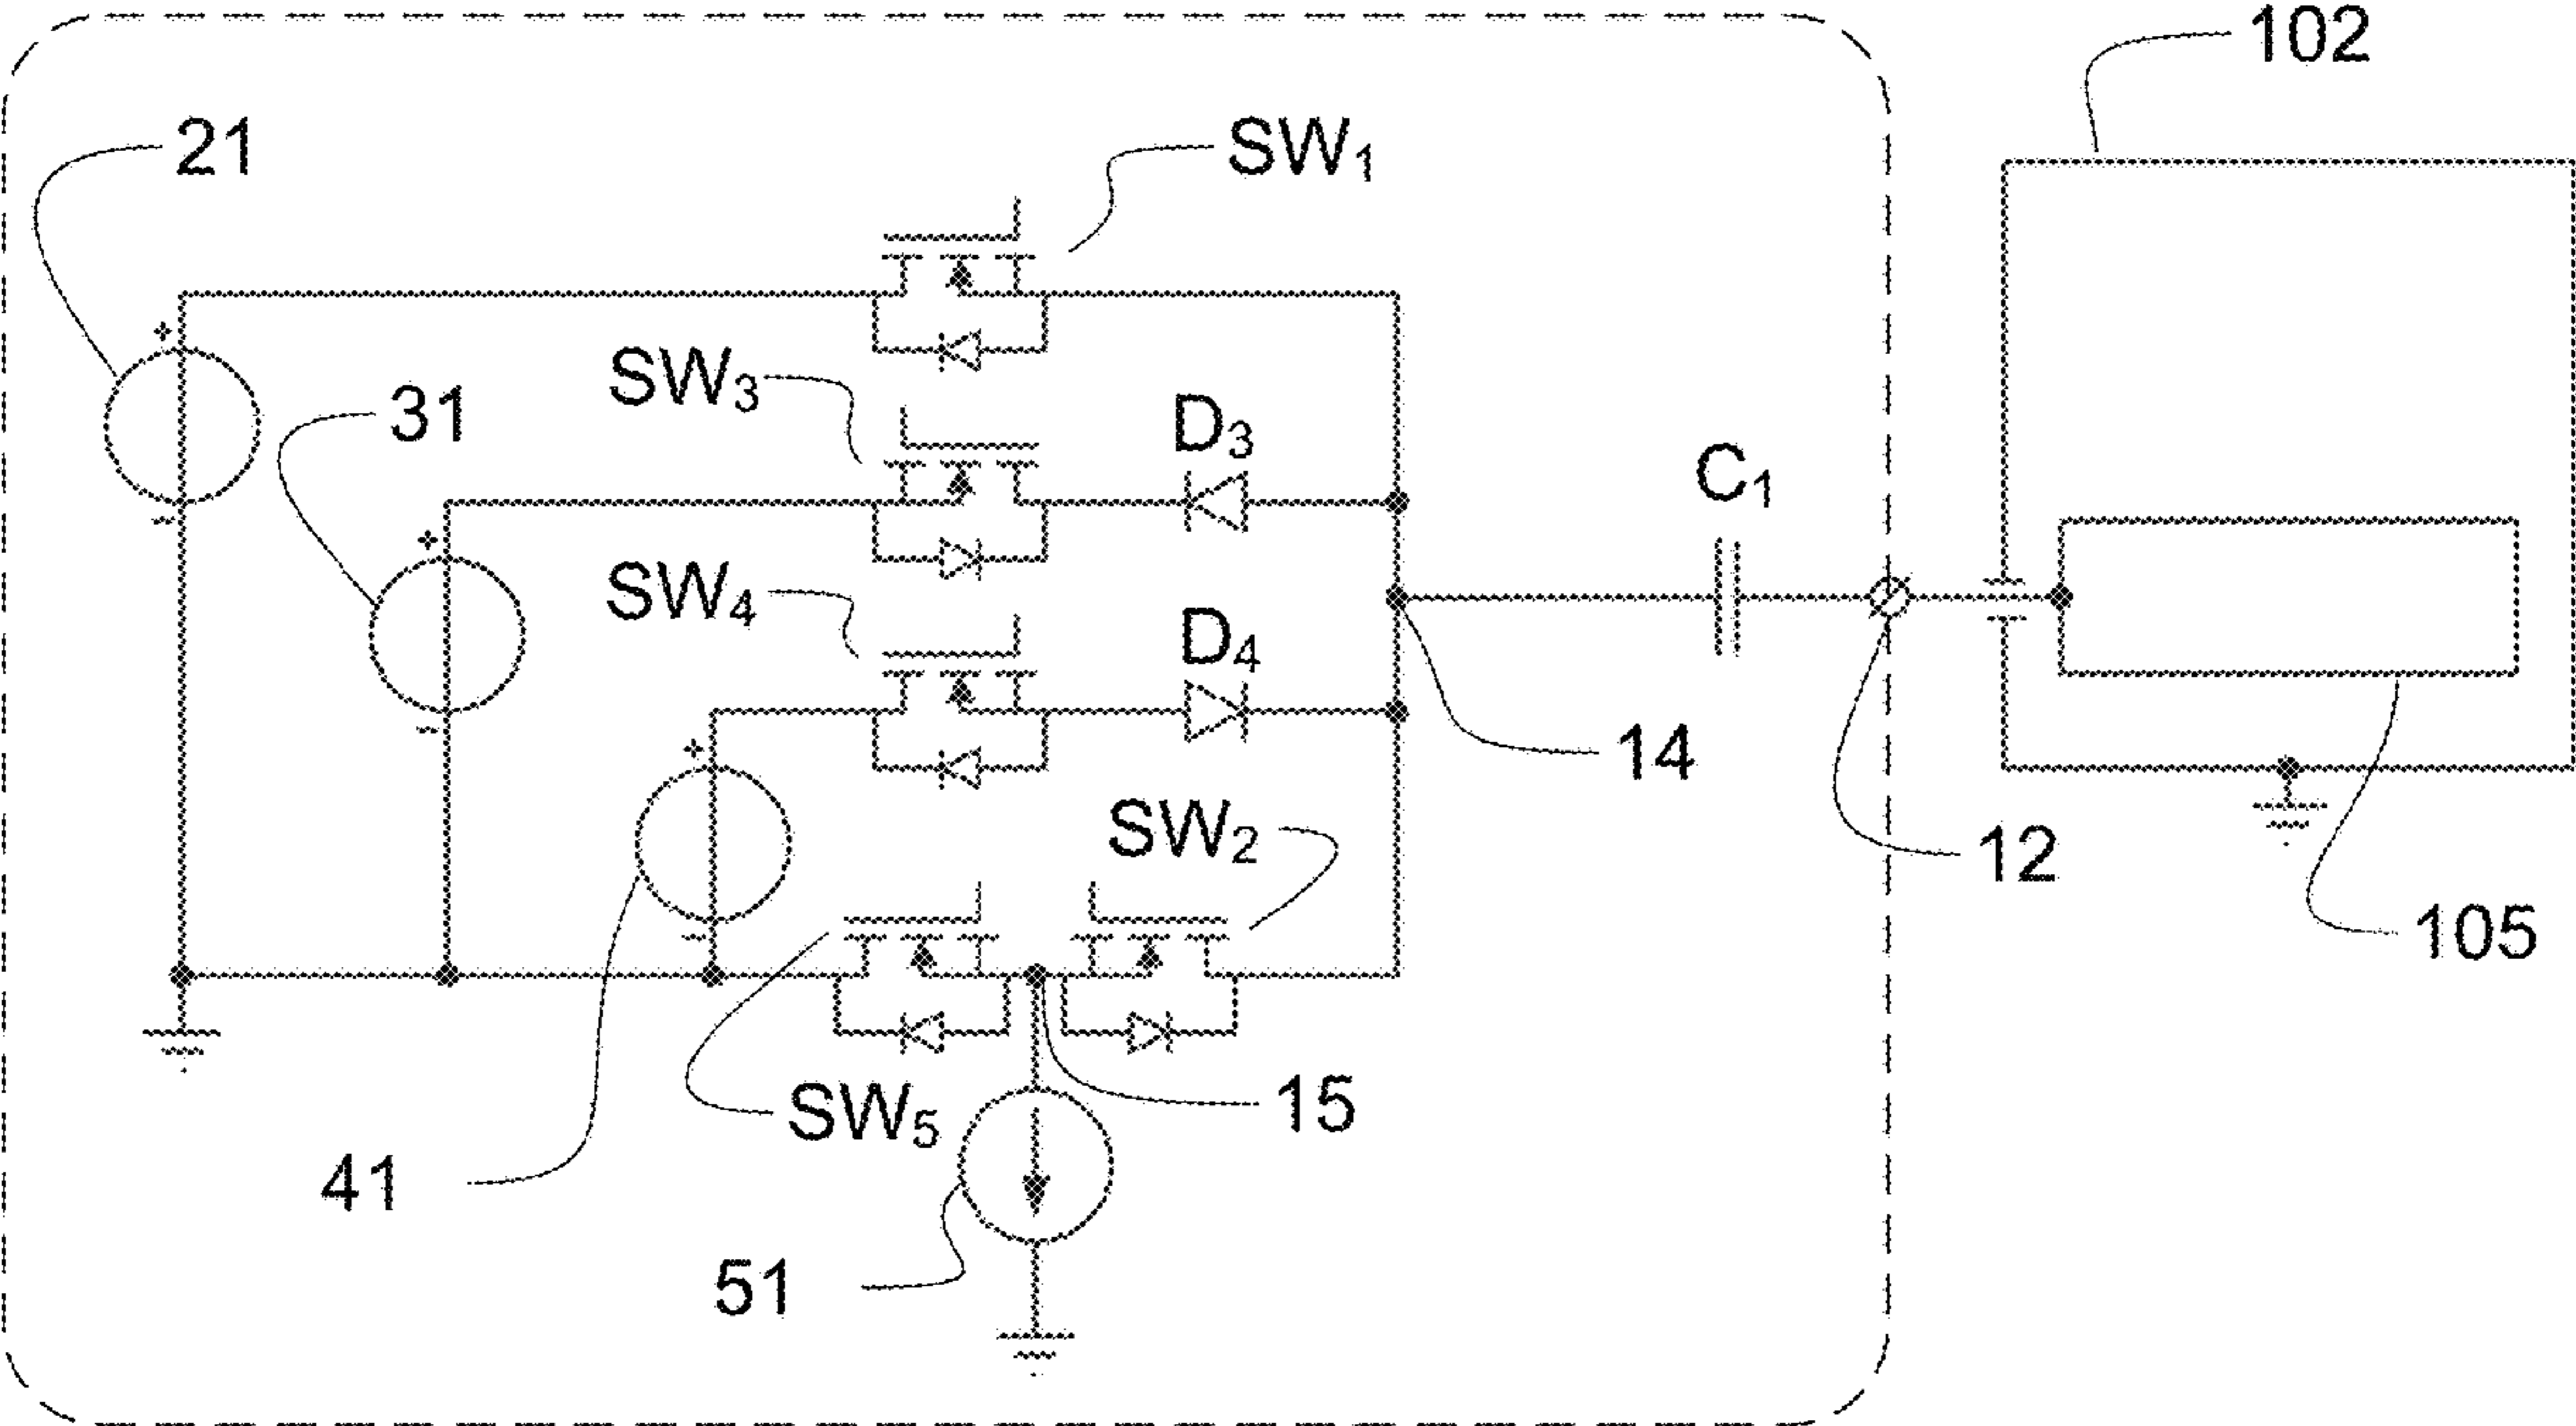 102
21
SW₁
+
SW₃
31
D₃
-
+
C₁
SW₄
D₄
-
+
14
SW₂
12
-
105
15
SW₅
41
51